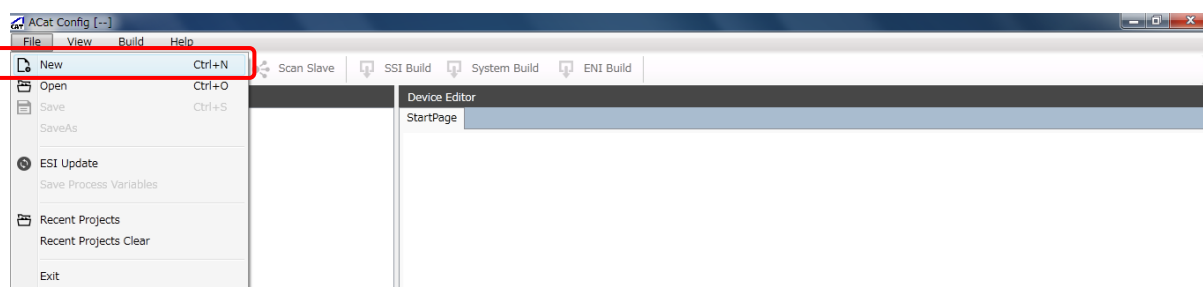 CAT ACat Config [--]
File View Build Help
New Ctrl+N Scan Slave SSI Build System Build ENI Build
Open Ctrl+O Device Editor
Save Ctrl+S StartPage
SaveAs
ESI Update
Save Process Variables
Recent Projects
Recent Projects Clear
Exit